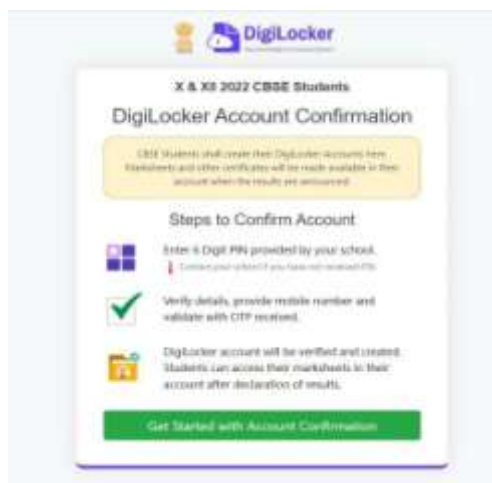 DigiLocker
X & XII 2022 CBSE Students
DigiLocker Account Confirmation
CBSE Students shall create their DigiLocker Accounts here.
Marksheets and other certificates will be made available in their
account when the results are announced.
Steps to Confirm Account
Enter 6 Digit PIN provided by your school.
Contact your school if you have not received PIN
Verify details, provide mobile number and
validate with OTP received.
DigiLocker account will be verified and created.
Students can access their marksheets in their
account after declaration of results.
Get Started with Account Confirmation